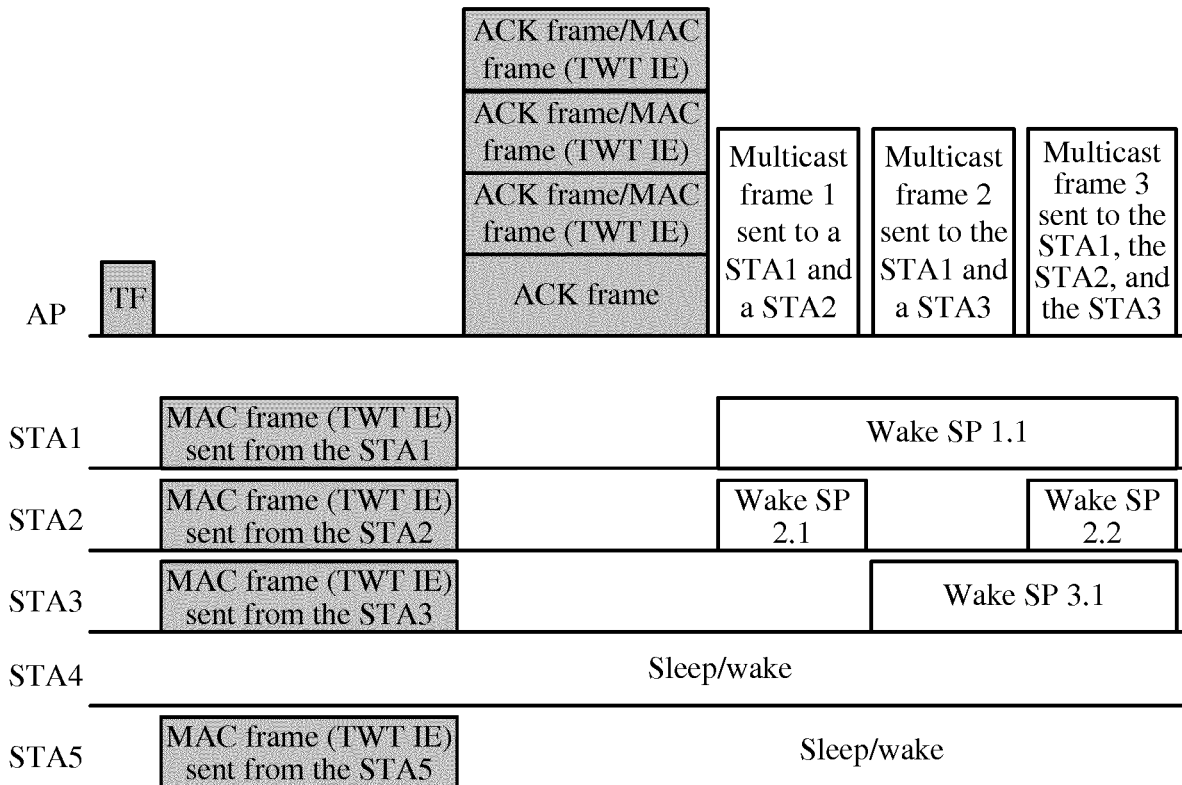 ACK frame/MAC
frame (TWT IE)
ACK frame/MAC
frame (TWT IE)
ACK frame/MAC
frame (TWT IE)
ACK frame
Multicast
frame 1
sent to a
STA1 and
a STA2
Multicast
frame 2
sent to the
STA1 and
a STA3
Multicast
frame 3
sent to the
STA1, the
STA2, and
the STA3
TF
AP
STA1
MAC frame (TWT IE)
sent from the STA1
Wake SP 1.1
STA2
MAC frame (TWT IE)
sent from the STA2
Wake SP
2.1
Wake SP
2.2
STA3
MAC frame (TWT IE)
sent from the STA3
Wake SP 3.1
STA4
Sleep/wake
STA5
MAC frame (TWT IE)
sent from the STA5
Sleep/wake